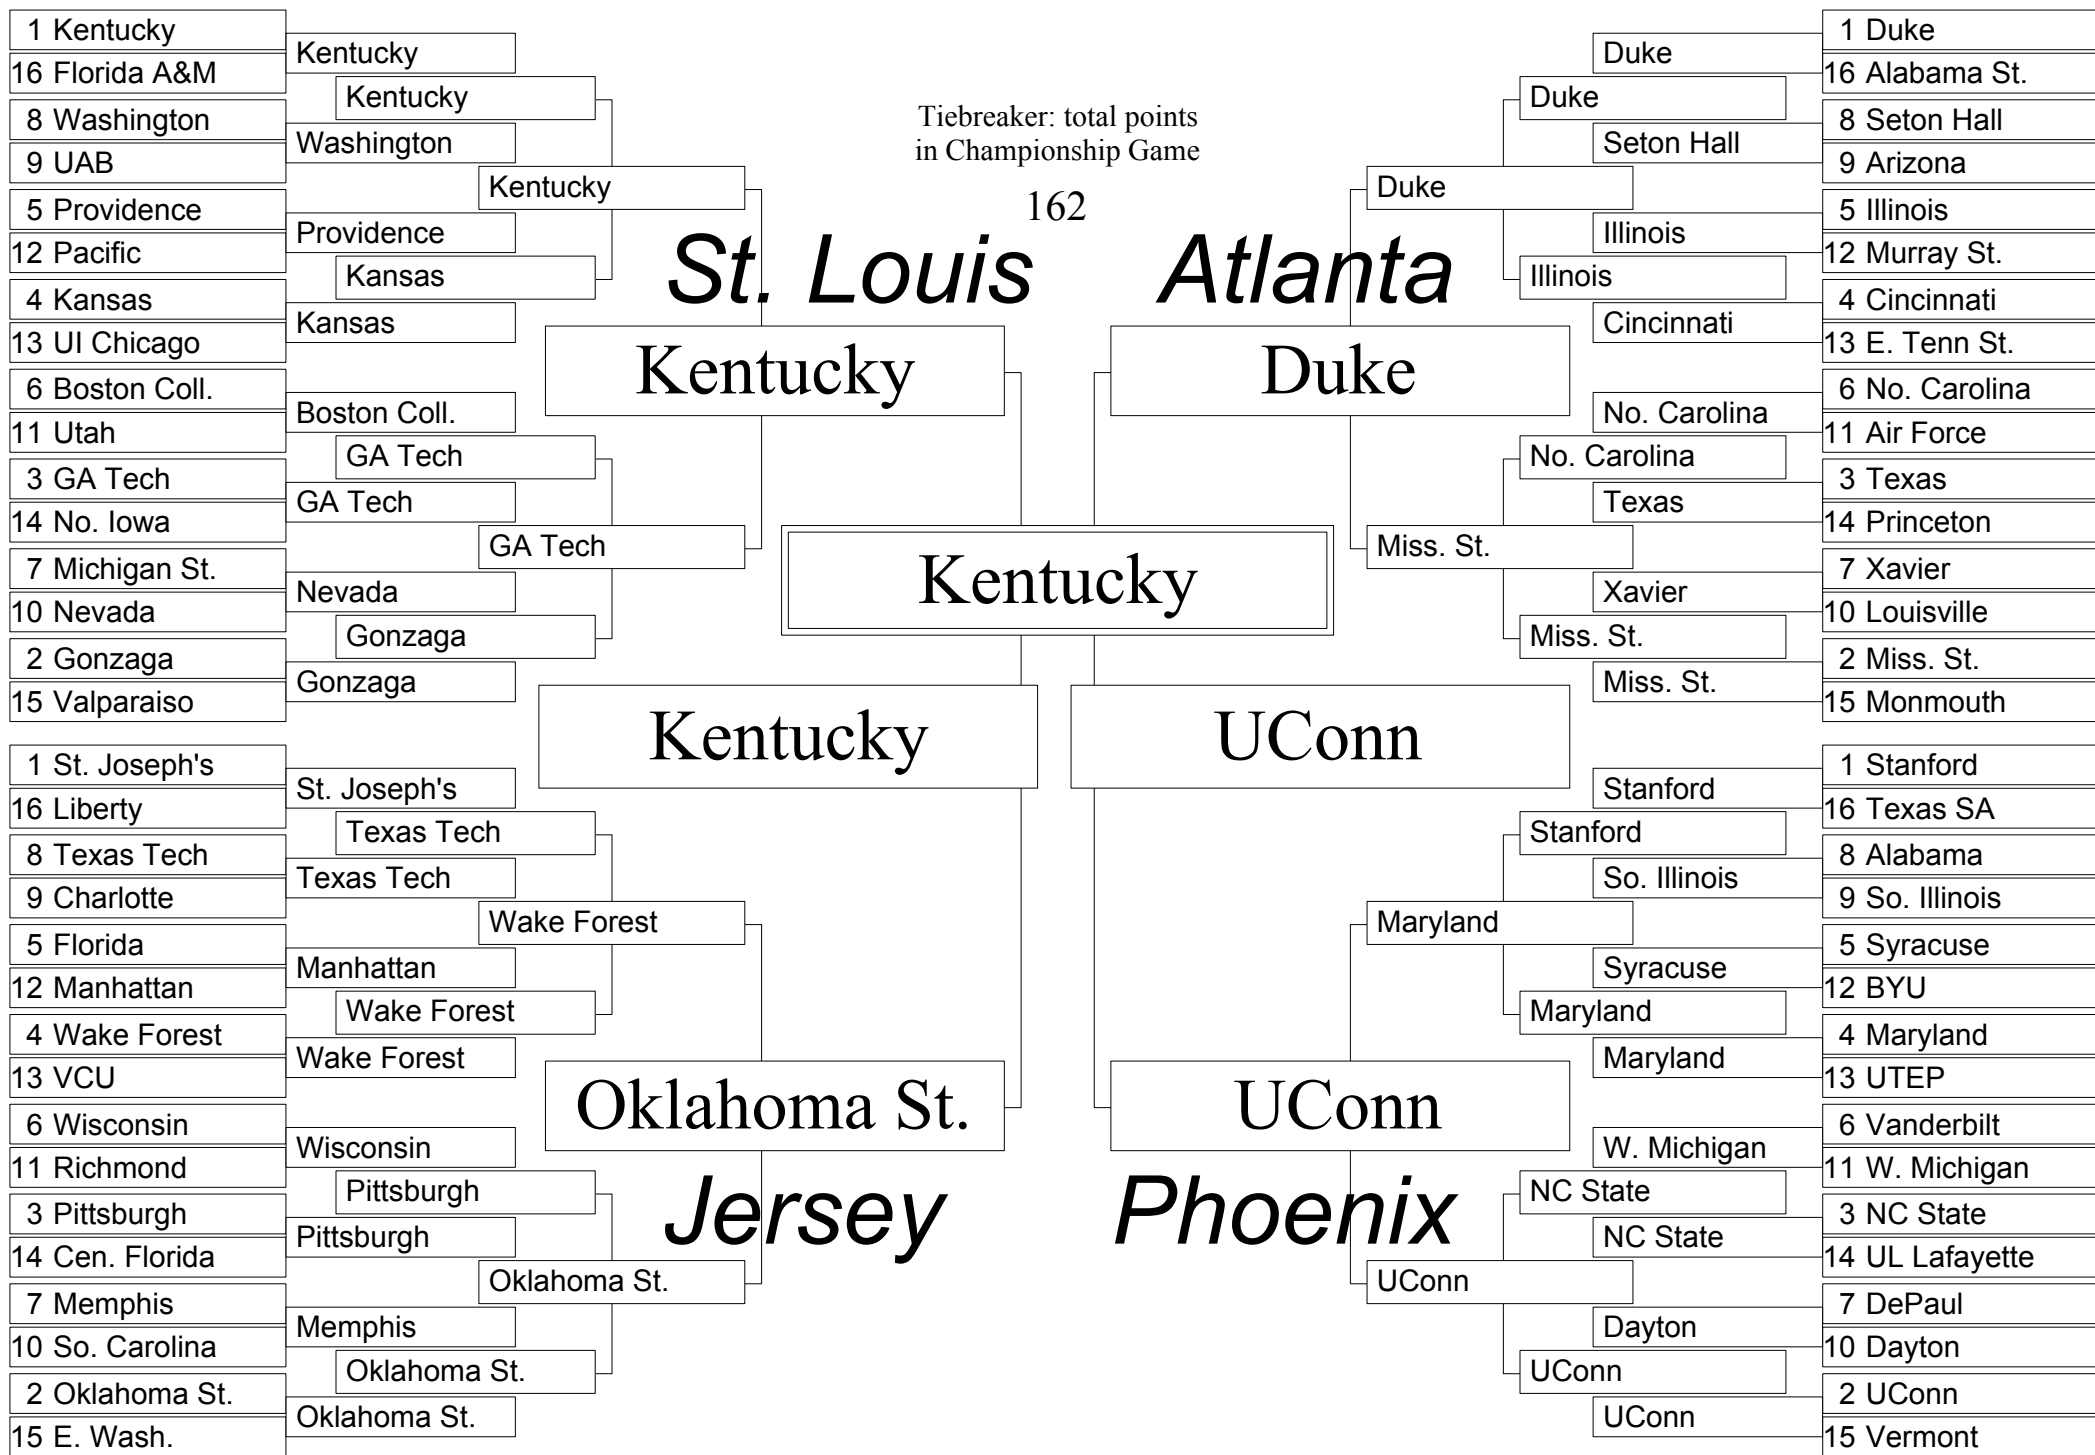 1 Kentucky
16 Florida A&M
8 Washington
9 UAB
5 Providence
12 Pacific
4 Kansas
13 UI Chicago
6 Boston Coll.
11 Utah
3 GA Tech
14 No. Iowa
7 Michigan St.
10 Nevada
2 Gonzaga
15 Valparaiso
Kentucky
Washington
Providence
Kansas
Boston Coll.
GA Tech
Nevada
Gonzaga
Kentucky
Kansas
GA Tech
Gonzaga
Kentucky
GA Tech
St. Louis
Kentucky
1 St. Joseph's
16 Liberty
8 Texas Tech
9 Charlotte
5 Florida
12 Manhattan
4 Wake Forest
13 VCU
6 Wisconsin
11 Richmond
3 Pittsburgh
14 Cen. Florida
7 Memphis
10 So. Carolina
2 Oklahoma St.
15 E. Wash.
St. Joseph's
Texas Tech
Manhattan
Wake Forest
Wisconsin
Pittsburgh
Memphis
Oklahoma St.
Texas Tech
Wake Forest
Pittsburgh
Oklahoma St.
Wake Forest
Oklahoma St.
Oklahoma St.
Jersey
Tiebreaker: total points
in Championship Game
162
Kentucky
Kentucky
UConn
Atlanta
Duke
Duke
Miss. St.
Duke
Illinois
No. Carolina
Miss. St.
Duke
Seton Hall
Illinois
Cincinnati
No. Carolina
Texas
Xavier
Miss. St.
1 Duke
16 Alabama St.
8 Seton Hall
9 Arizona
5 Illinois
12 Murray St.
4 Cincinnati
13 E. Tenn St.
6 No. Carolina
11 Air Force
3 Texas
14 Princeton
7 Xavier
10 Louisville
2 Miss. St.
15 Monmouth
UConn
Phoenix
Maryland
UConn
Stanford
Maryland
NC State
UConn
Stanford
So. Illinois
Syracuse
Maryland
W. Michigan
NC State
Dayton
UConn
1 Stanford
16 Texas SA
8 Alabama
9 So. Illinois
5 Syracuse
12 BYU
4 Maryland
13 UTEP
6 Vanderbilt
11 W. Michigan
3 NC State
14 UL Lafayette
7 DePaul
10 Dayton
2 UConn
15 Vermont